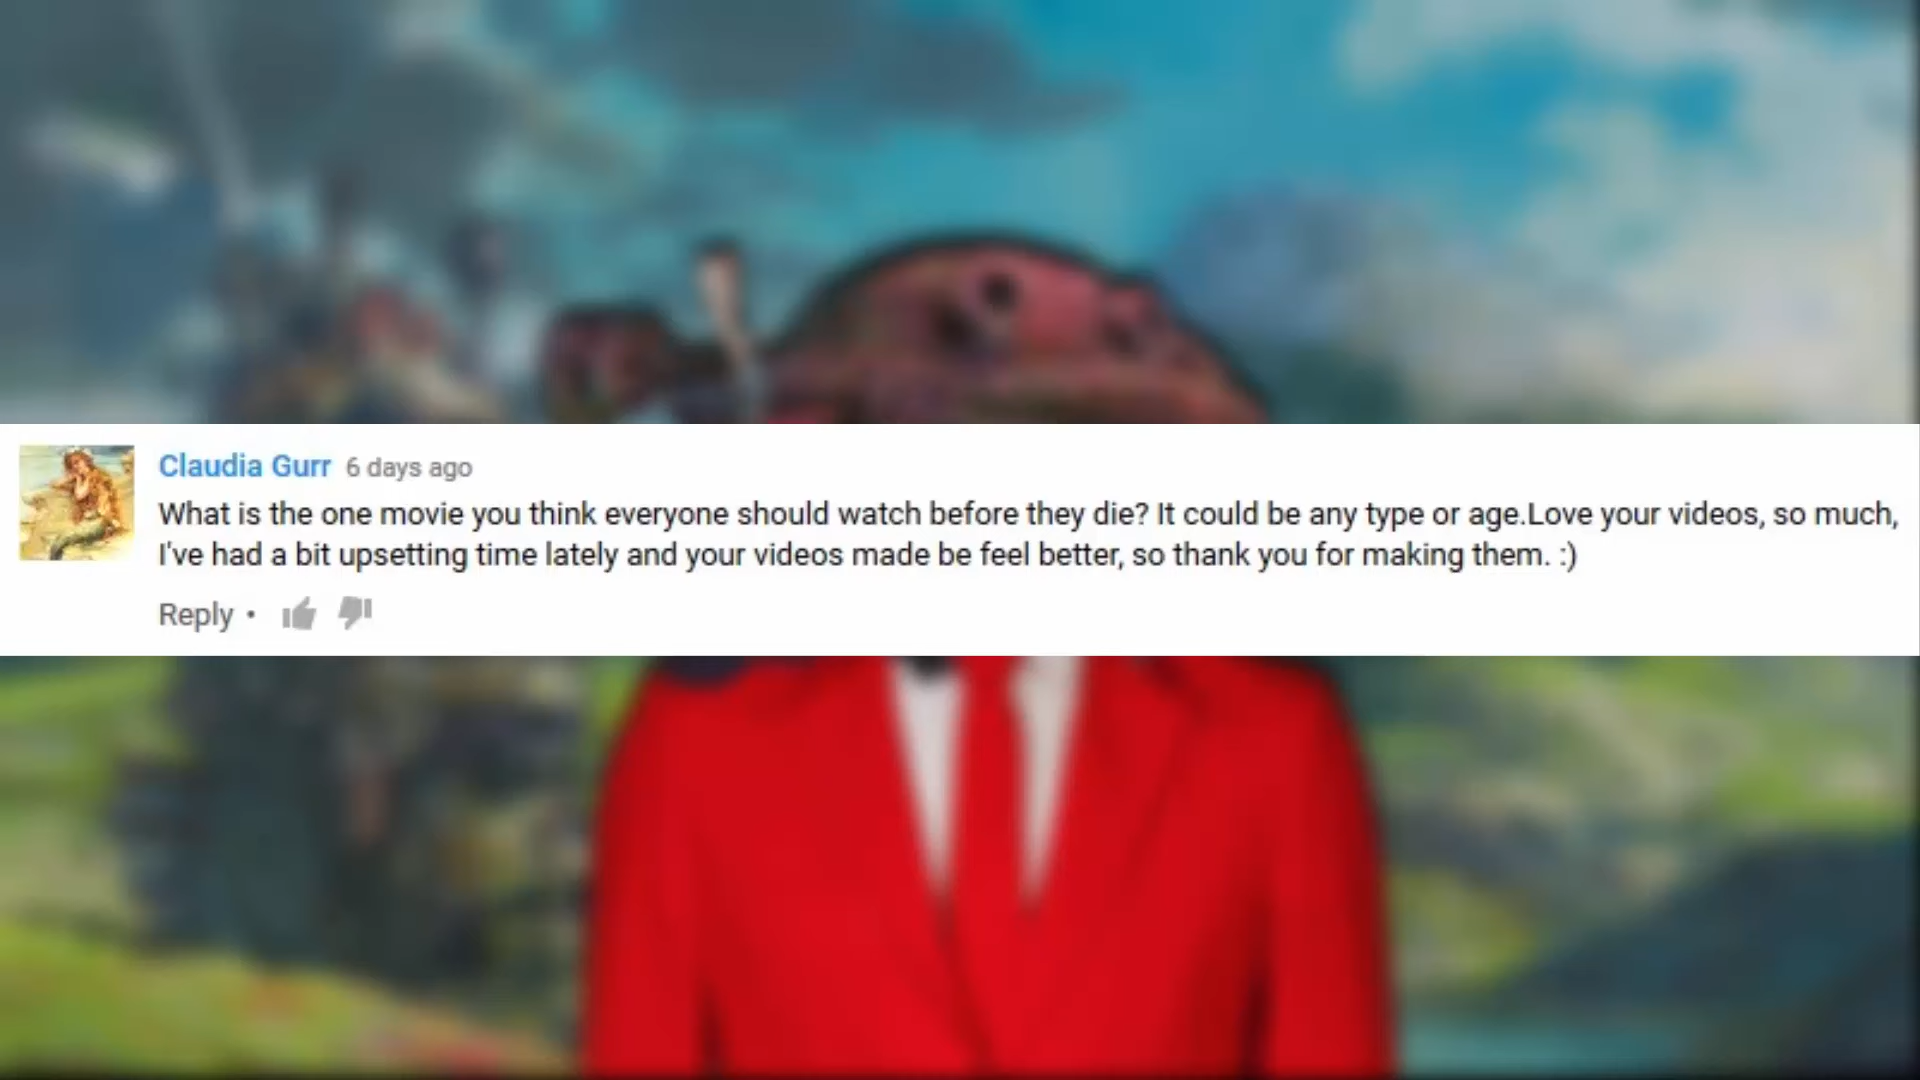 Claudia Gurr 6 days ago
What is the one movie you think everyone should watch before they die? It could be any type or age.Love your videos, so much,
I've had a bit upsetting time lately and your videos made be feel better, so thank you for making them. :)
Reply •